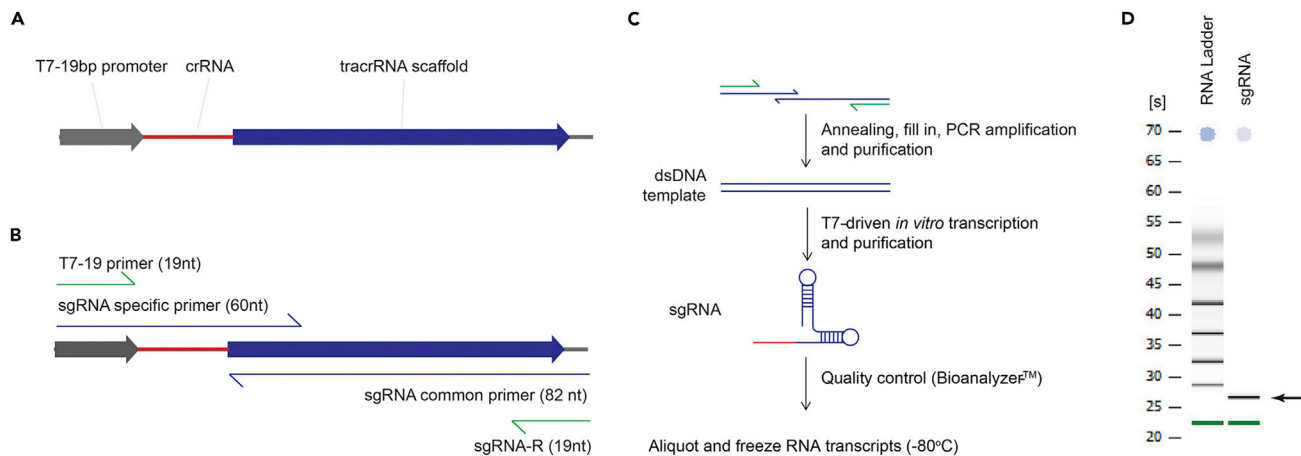 A
T7-19bp promoter
crRNA
tracrRNA scaffold
B
T7-19 primer (19nt)
sgRNA specific primer (60nt)
sgRNA common primer (82 nt)
sgRNA-R (19nt)
C
Annealing, fill in, PCR amplification
and purification
dsDNA
template
T7-driven in vitro transcription
and purification
sgRNA
Quality control (Bioanalyzer™)
Aliquot and freeze RNA transcripts (-80°C)
D
RNA Ladder
sgRNA
[s]
70
65
60
55
50
45
40
35
30
25
20